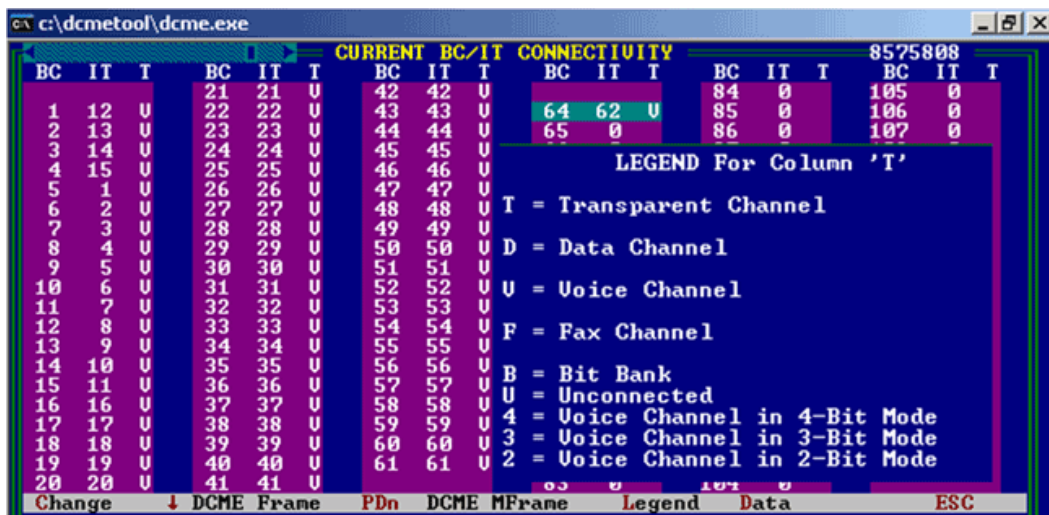 c:\dcmetool\dcme.exe
CURRENT BC/IT CONNECTIVITY 8575808
BC IT T BC IT T BC IT T BC IT T BC IT T BC IT T
21 21 V 42 42 V 84 0 105 0
1 12 V 22 22 V 43 43 V 64 62 V 85 0 106 0
2 13 V 23 23 V 44 44 V 65 0 86 0 107 0
3 14 V 24 24 V 45 45 V LEGEND For Column 'T'
4 15 V 25 25 V 46 46 V
5 1 V 26 26 V 47 47 V
6 2 V 27 27 V 48 48 V T = Transparent Channel
7 3 V 28 28 V 49 49 V
8 4 V 29 29 V 50 50 V D = Data Channel
9 5 V 30 30 V 51 51 V
10 6 V 31 31 V 52 52 V V = Voice Channel
11 7 V 32 32 V 53 53 V
12 8 V 33 33 V 54 54 V F = Fax Channel
13 9 V 34 34 V 55 55 V
14 10 V 35 35 V 56 56 V B = Bit Bank
15 11 V 36 36 V 57 57 V U = Unconnected
16 16 V 37 37 V 58 58 V 4 = Voice Channel in 4-Bit Mode
17 17 V 38 38 V 59 59 V 3 = Voice Channel in 3-Bit Mode
18 18 V 39 39 V 60 60 V 2 = Voice Channel in 2-Bit Mode
19 19 V 40 40 V 61 61 V
20 20 V 41 41 V 83 0 104 0
Change ↓ DCME Frame PDn DCME MFrame Legend Data ESC